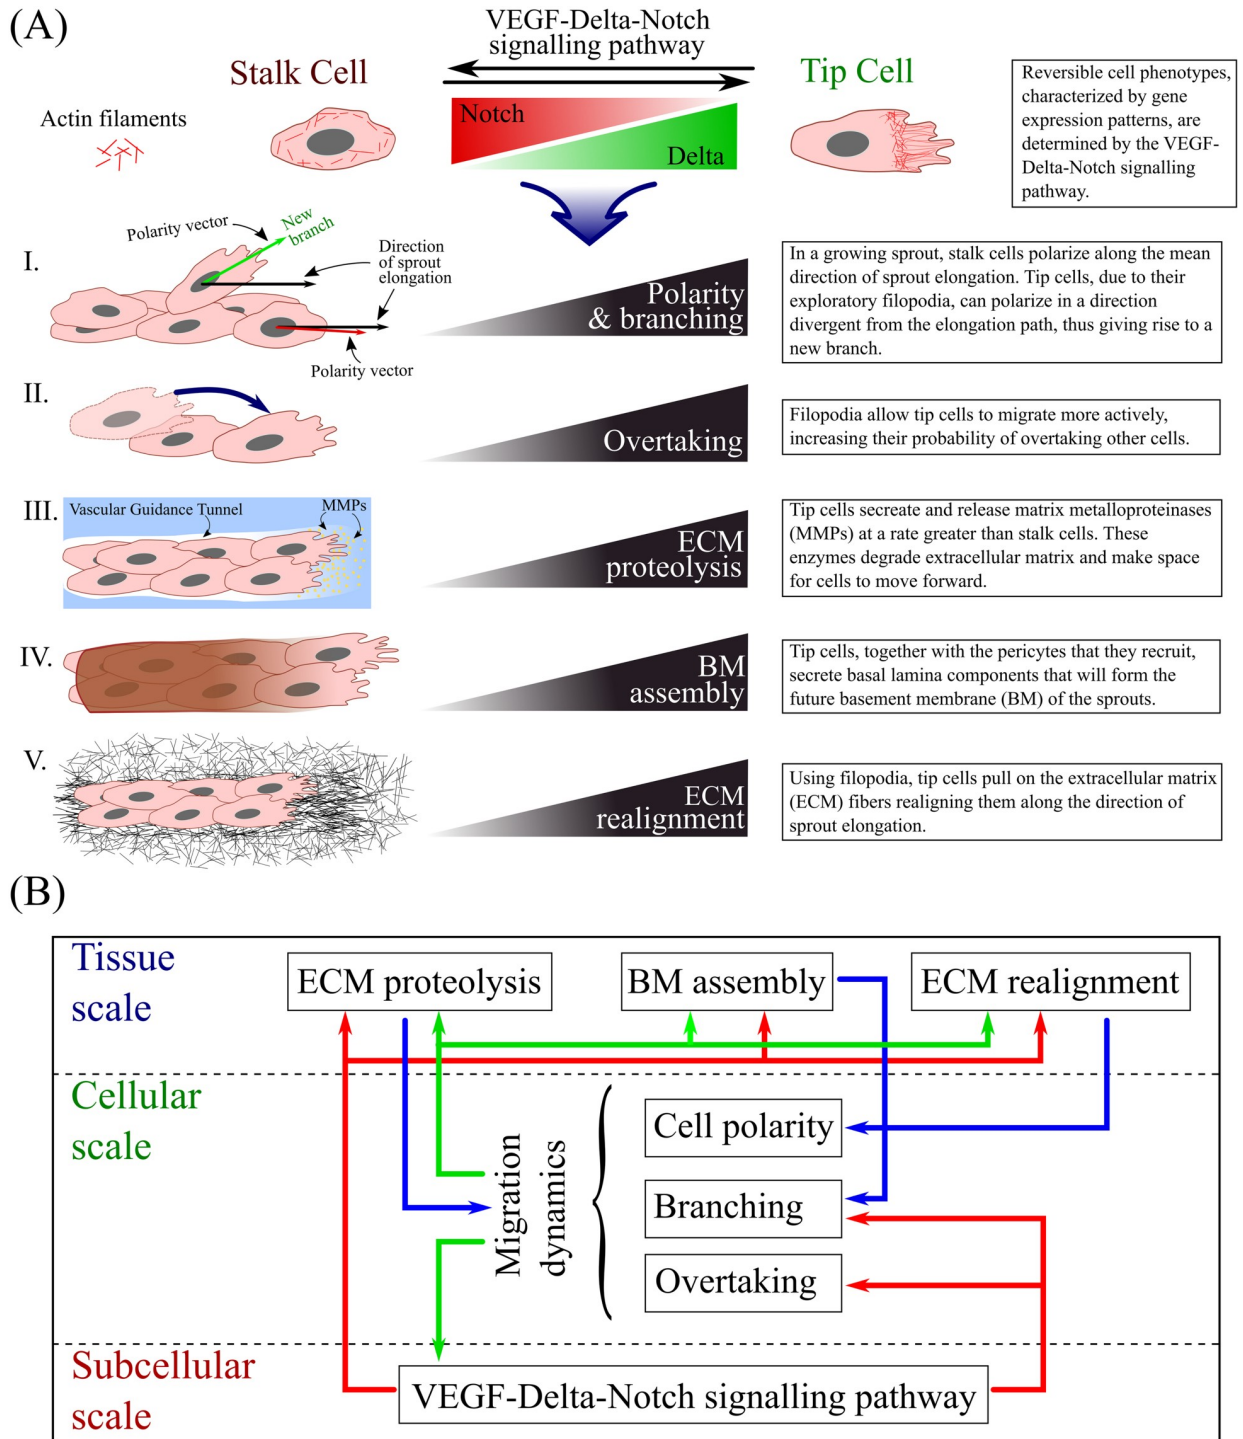 (A)
VEGF-Delta-Notch
signalling pathway
Stalk Cell
Tip Cell
Actin filaments
Notch
Delta
Reversible cell phenotypes,
characterized by gene
expression patterns, are
determined by the VEGF-
Delta-Notch signalling
pathway.
I.
Polarity vector
New
branch
Direction
of sprout
elongation
Polarity vector
Polarity
& branching
In a growing sprout, stalk cells polarize along the mean
direction of sprout elongation. Tip cells, due to their
exploratory filopodia, can polarize in a direction
divergent from the elongation path, thus giving rise to a
new branch.
II.
Overtaking
Filopodia allow tip cells to migrate more actively,
increasing their probability of overtaking other cells.
III.
Vascular Guidance Tunnel
MMPs
ECM
proteolysis
Tip cells secreate and release matrix metalloproteinases
(MMPs) at a rate greater than stalk cells. These
enzymes degrade extracellular matrix and make space
for cells to move forward.
IV.
BM
assembly
Tip cells, together with the pericytes that they recruit,
secrete basal lamina components that will form the
future basement membrane (BM) of the sprouts.
V.
ECM
realignment
Using filopodia, tip cells pull on the extracellular matrix
(ECM) fibers realigning them along the direction of
sprout elongation.
(B)
Tissue
scale
ECM proteolysis
BM assembly
ECM realignment
Cellular
scale
Migration
dynamics
Cell polarity
Branching
Overtaking
Subcellular
scale
VEGF-Delta-Notch signalling pathway